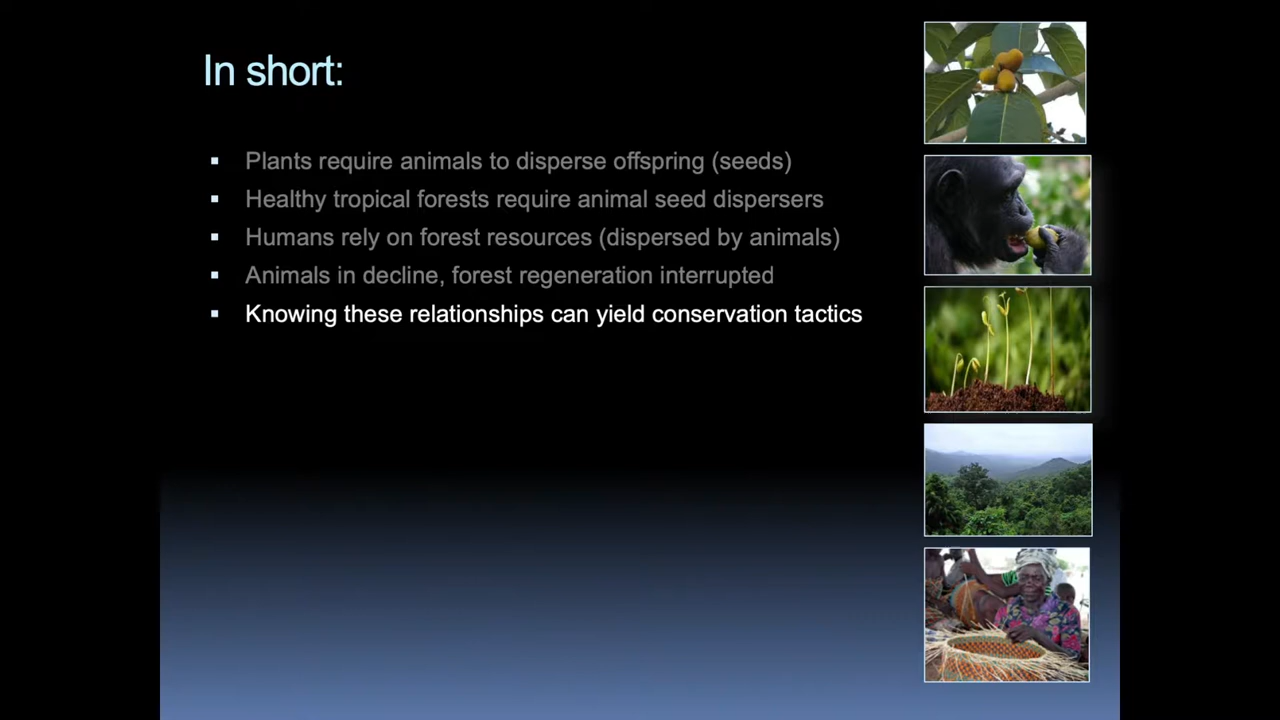 In short:
Plants require animals to disperse offspring (seeds)
Healthy tropical forests require animal seed dispersers
Humans rely on forest resources (dispersed by animals)
Animals in decline, forest regeneration interrupted
Knowing these relationships can yield conservation tactics